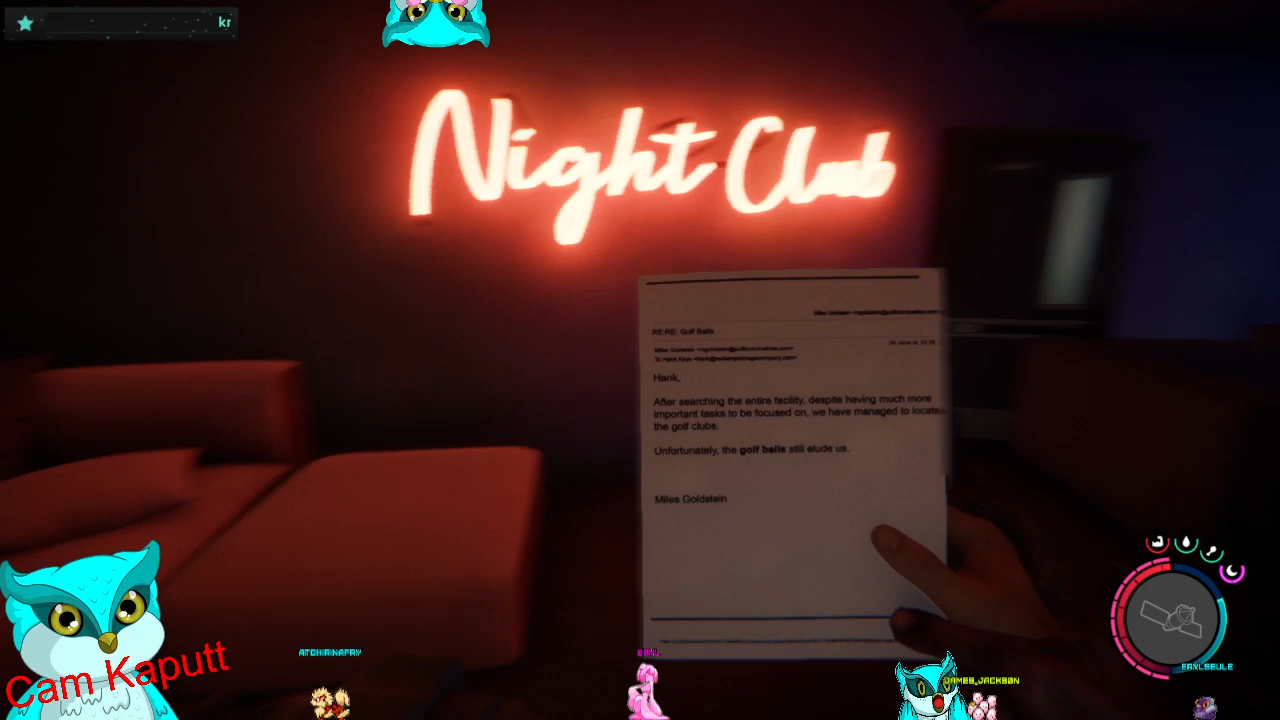 kr
Night Club
RE:RE: Golf Balls
Hank,
After searching the entire facility, despite having much more
important tasks to be focused on, we have managed to locate
the golf clubs.
Unfortunately, the golf balls still elude us.
Miles Goldstein
Cam Kaputt
JAMES_JACKSON